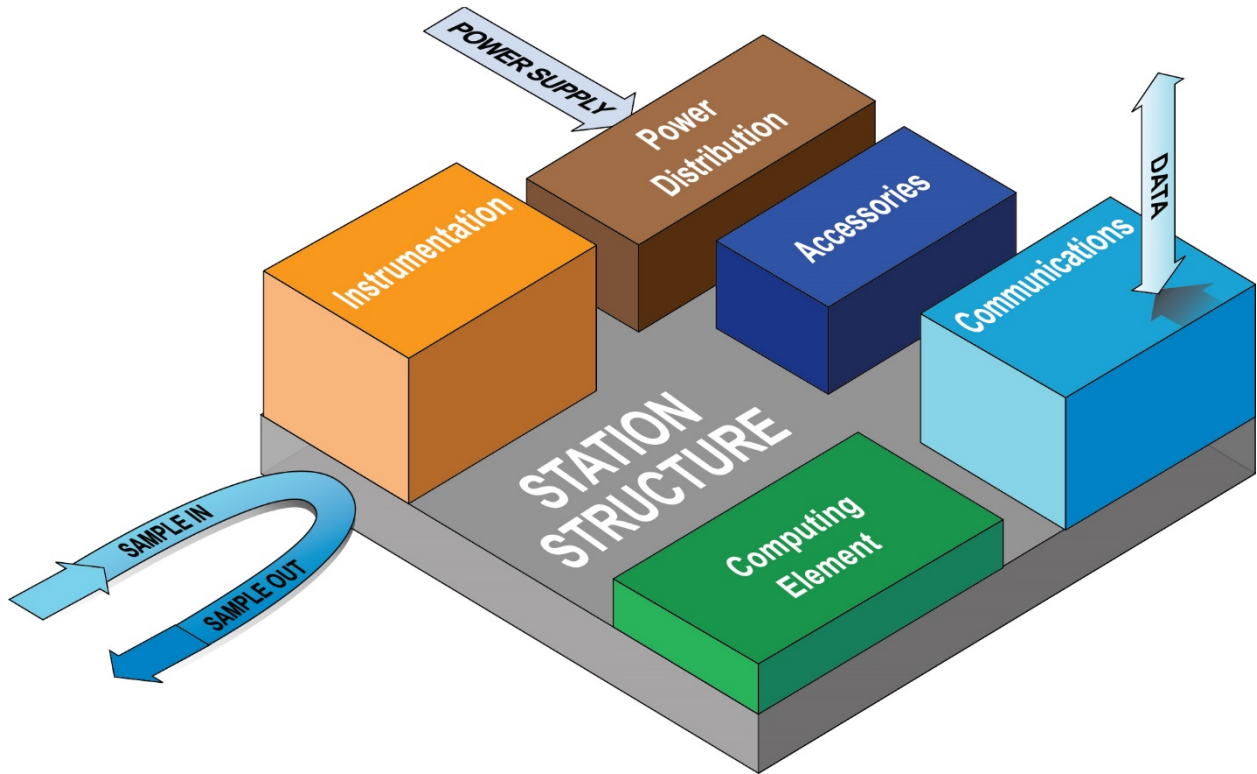 POWER SUPPLY
Power
Distribution
Accessories
DATA
Instrumentation
Communications
STATION
STRUCTURE
SAMPLE IN
SAMPLE OUT
Computing
Element